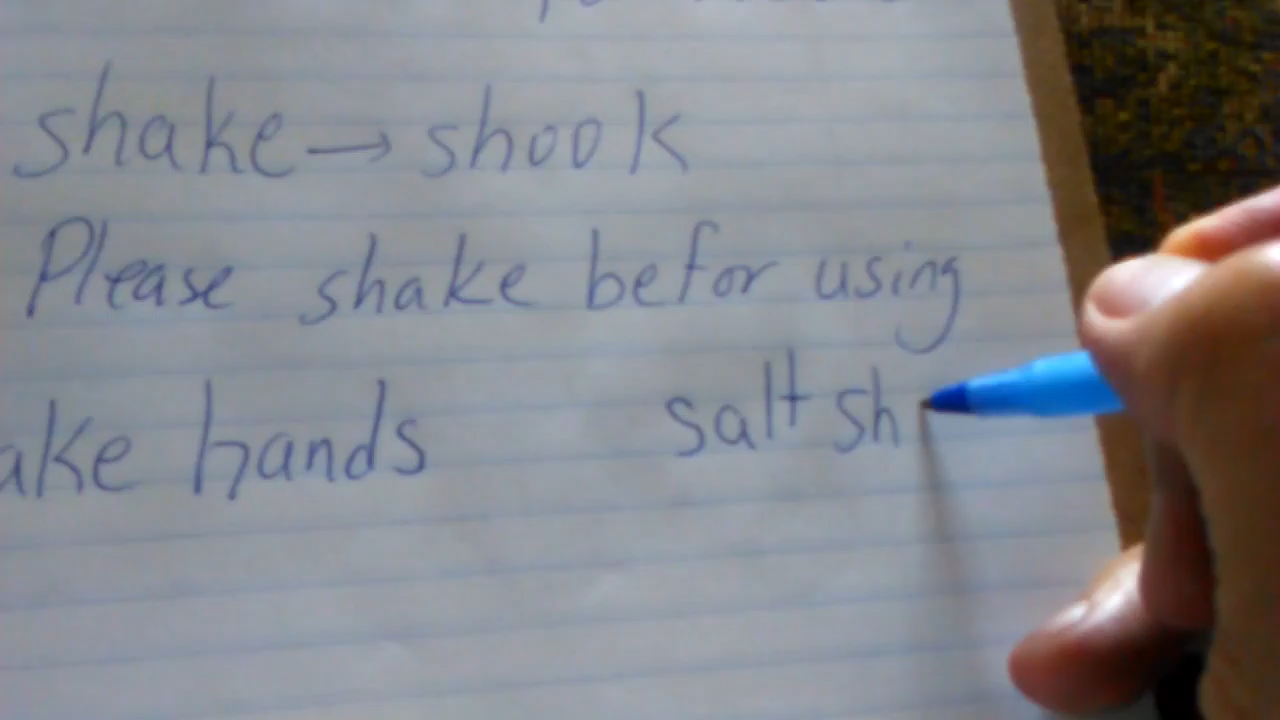 shake → shook
Please shake befor using
ake hands
salt sh